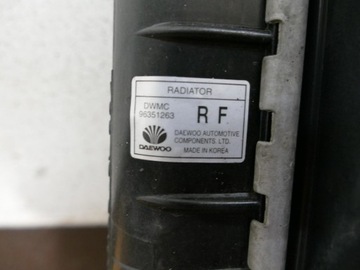 RADIATOR
DWMC
96351263
R F
DAEWOO
DAEWOO AUTOMOTIVE
COMPONENTS. LTD.
MADE IN KOREA